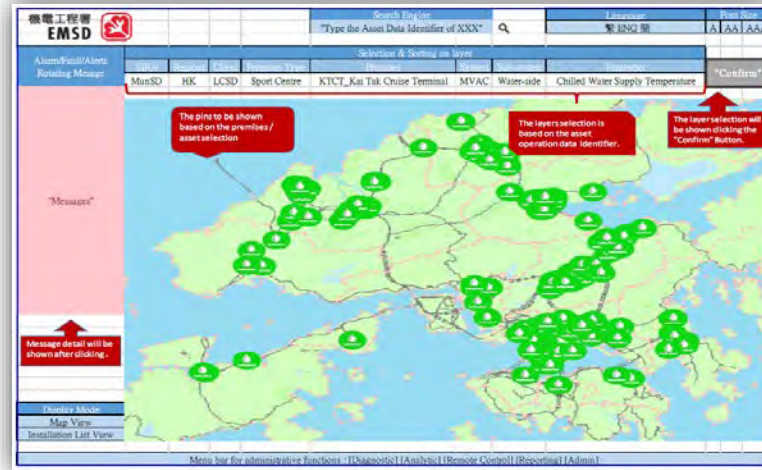 機電工程署
EMSD
Search Engine
"Type the Asset Data Identifier of XXX"
Language
繁 ENG 簡
Font Size
A AA AA
Alarm/Fault/Alerts
Rotating Message
Selection & Sorting on layer
SBUs Region Client Premises Type Premises System Parameter
MunSD HK LCSD Sport Centre KTCT_Kai Tak Cruise Terminal MVAC Water-side Chilled Water Supply Temperature
"Confirm"
The pins to be shown
based on the premises /
asset selection
The layers selection is
based on the asset
operation data identifier.
The layer selection will
be shown clicking the
"Confirm" Button.
"Messages"
Message detail will be
shown after clicking .
Display Mode
Map View
Installation List View
Menu bar for administrative functions : [Diagnostic] [Analytic] [Remote Control] [Reporting] [Admin]